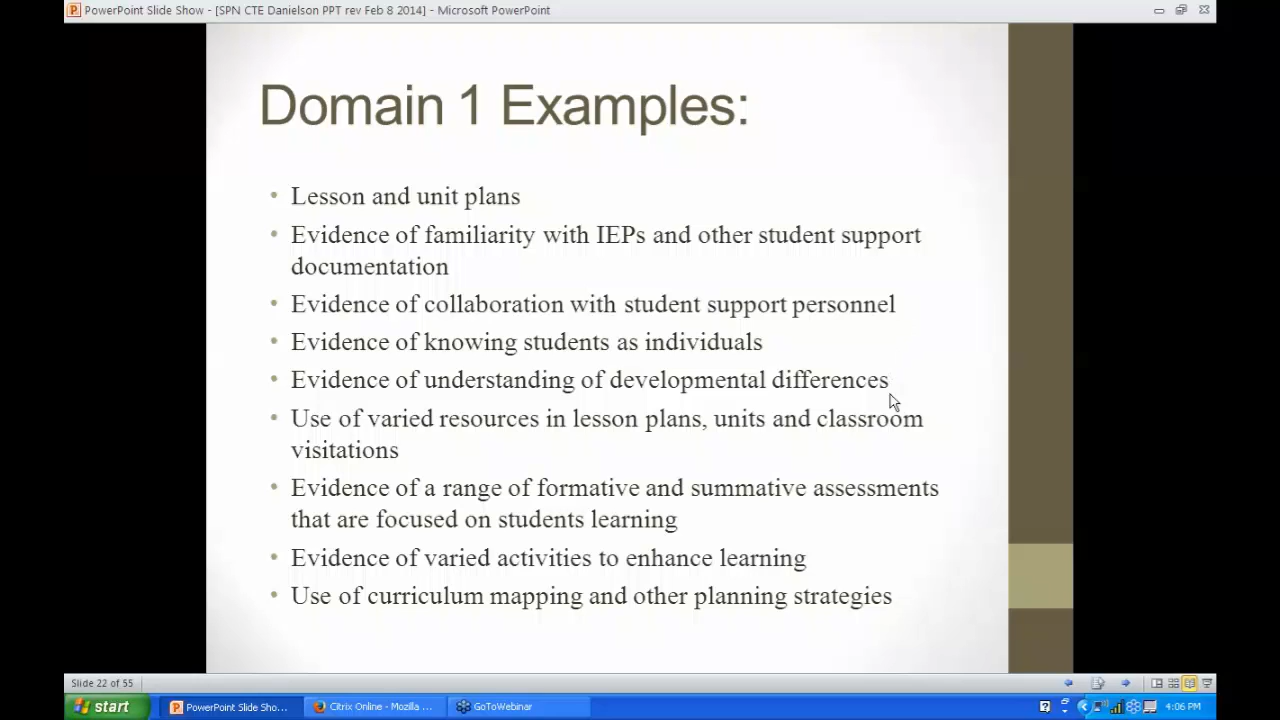 PowerPoint Slide Show - [SPN CTE Danielson PPT rev Feb 8 2014] - Microsoft PowerPoint
Domain 1 Examples:
• Lesson and unit plans
• Evidence of familiarity with IEPs and other student support
documentation
• Evidence of collaboration with student support personnel
• Evidence of knowing students as individuals
• Evidence of understanding of developmental differences
• Use of varied resources in lesson plans, units and classroom
visitations
• Evidence of a range of formative and summative assessments
that are focused on students learning
• Evidence of varied activities to enhance learning
• Use of curriculum mapping and other planning strategies
Slide 22 of 55
start PowerPoint Slide Sho... Citrix Online - Mozilla ... GoToWebinar 4:06 PM